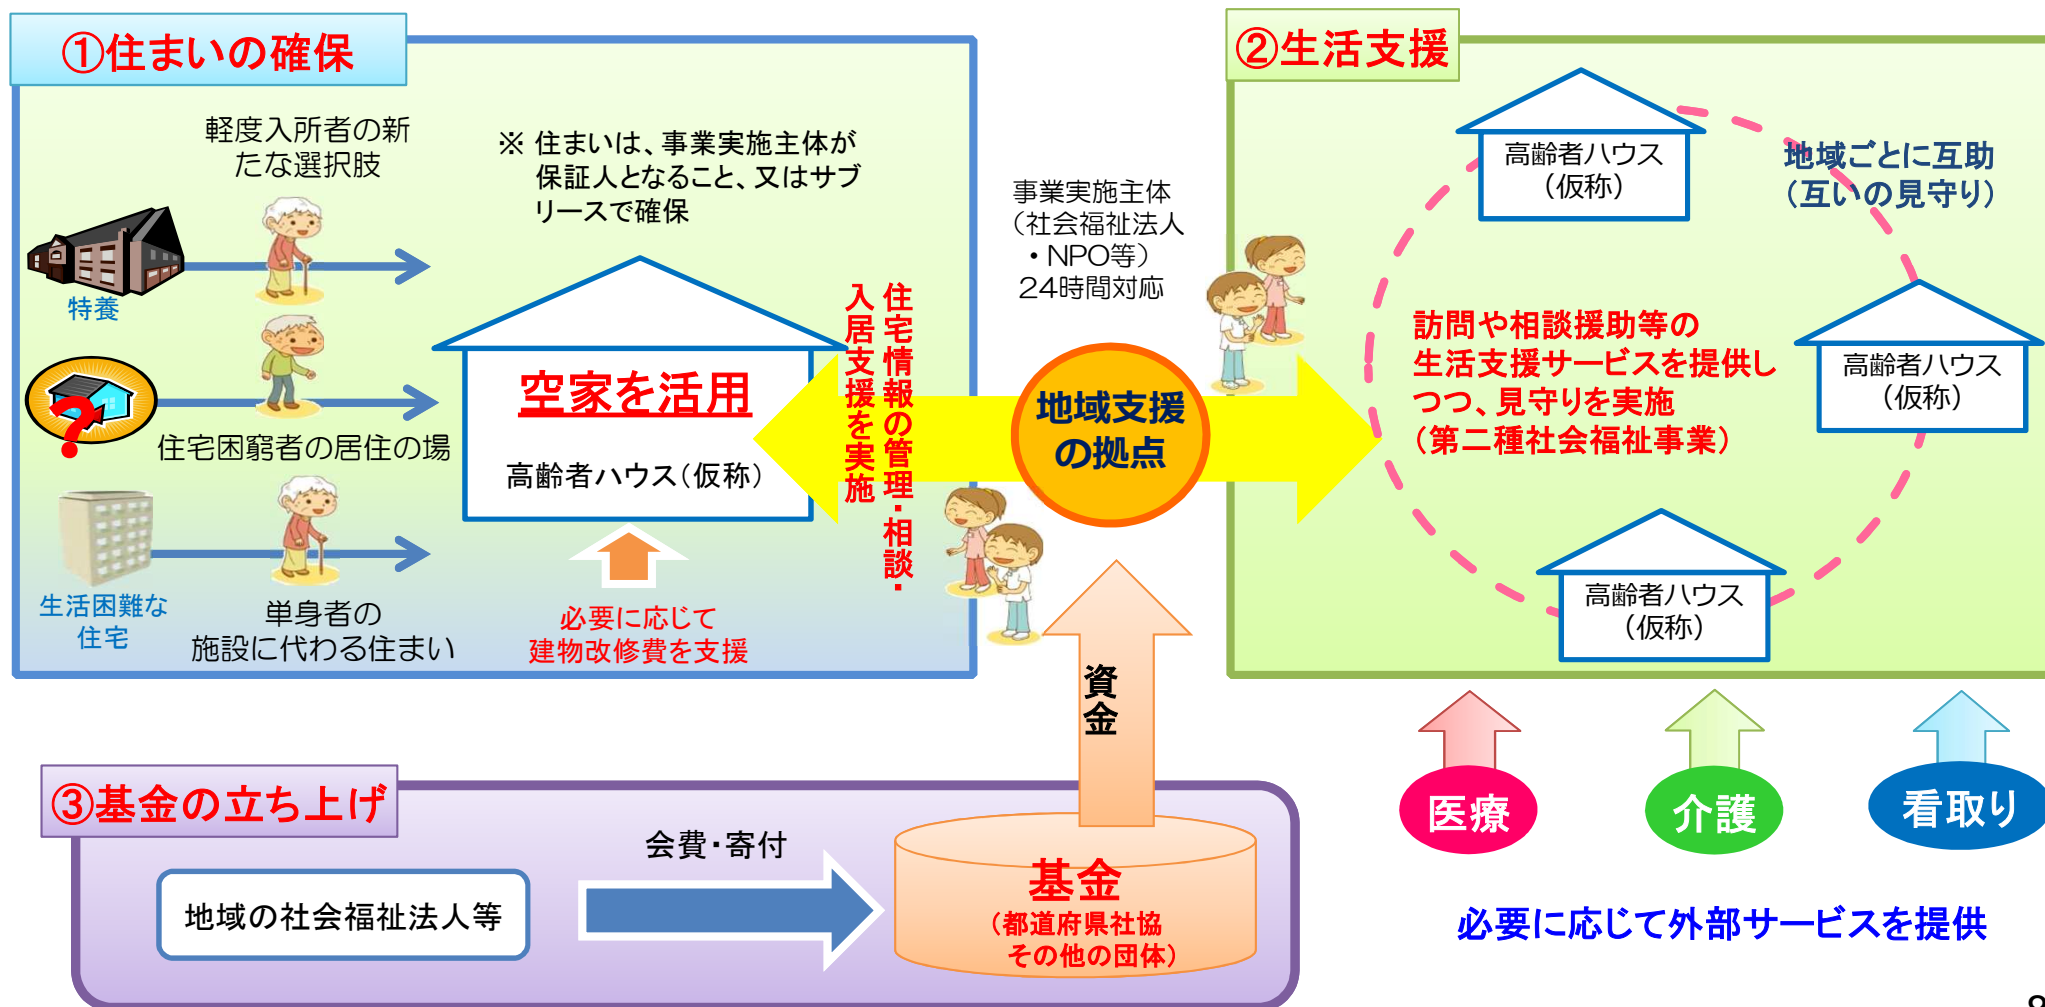 ①住まいの確保
軽度入所者の新
たな選択肢
※ 住まいは、事業実施主体が
保証人となること、又はサブ
リースで確保
特養
?
住宅困窮者の居住の場
生活困難な
住宅
単身者の
施設に代わる住まい
空家を活用
高齢者ハウス(仮称)
必要に応じて
建物改修費を支援
住宅情報の管理・相談・
入居支援を実施
事業実施主体
(社会福祉法人
・NPO等)
24時間対応
地域支援
の拠点
資金
②生活支援
高齢者ハウス
(仮称)
地域ごとに互助
(互いの見守り)
訪問や相談援助等の
生活支援サービスを提供し
つつ、見守りを実施
(第二種社会福祉事業)
高齢者ハウス
(仮称)
高齢者ハウス
(仮称)
医療
介護
看取り
必要に応じて外部サービスを提供
③基金の立ち上げ
地域の社会福祉法人等
会費・寄付
基金
(都道府県社協
その他の団体)